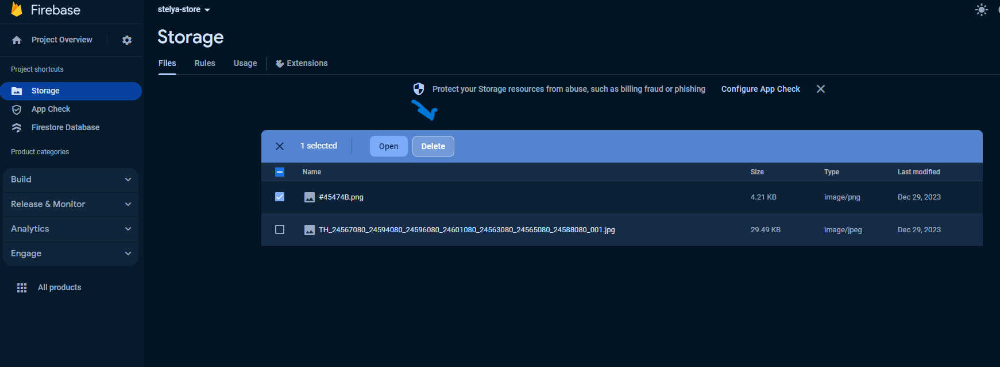 Firebase
stelya-store
Project Overview
Storage
Files
Rules
Usage
Extensions
Project shortcuts
Storage
App Check
Firestore Database
Product categories
Build
Release & Monitor
Analytics
Engage
All products
Protect your Storage resources from abuse, such as billing fraud or phishing
Configure App Check
1 selected
Open
Delete
Name Size Type Last modified
#45474B.png 4.21 KB image/png Dec 29, 2023
TH_24567080_24594080_24596080_24601080_24563080_24565080_24588080_001.jpg 29.49 KB image/jpeg Dec 29, 2023